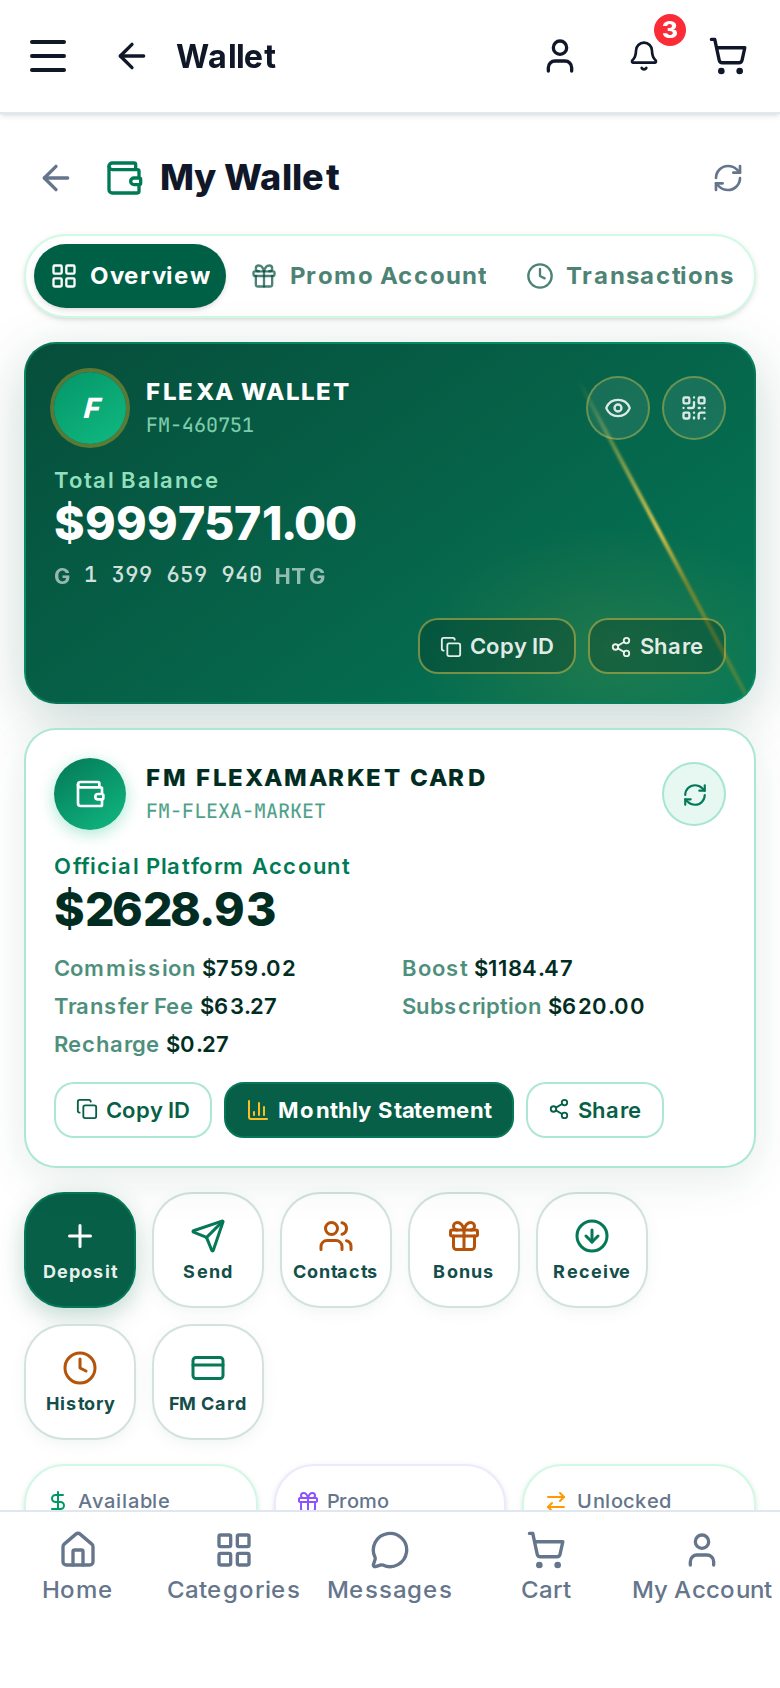 Wallet
3
My Wallet
Overview
Promo Account
Transactions
F
FLEXA WALLET
FM-460751
Total Balance
$9997571.00
G 1 399 659 940 HTG
Copy ID
Share
FM FLEXAMARKET CARD
FM-FLEXA-MARKET
Official Platform Account
$2628.93
Commission $759.02
Boost $1184.47
Transfer Fee $63.27
Subscription $620.00
Recharge $0.27
Copy ID
Monthly Statement
Share
Deposit
Send
Contacts
Bonus
Receive
History
FM Card
Available
Promo
Unlocked
Home
Categories
Messages
Cart
My Account